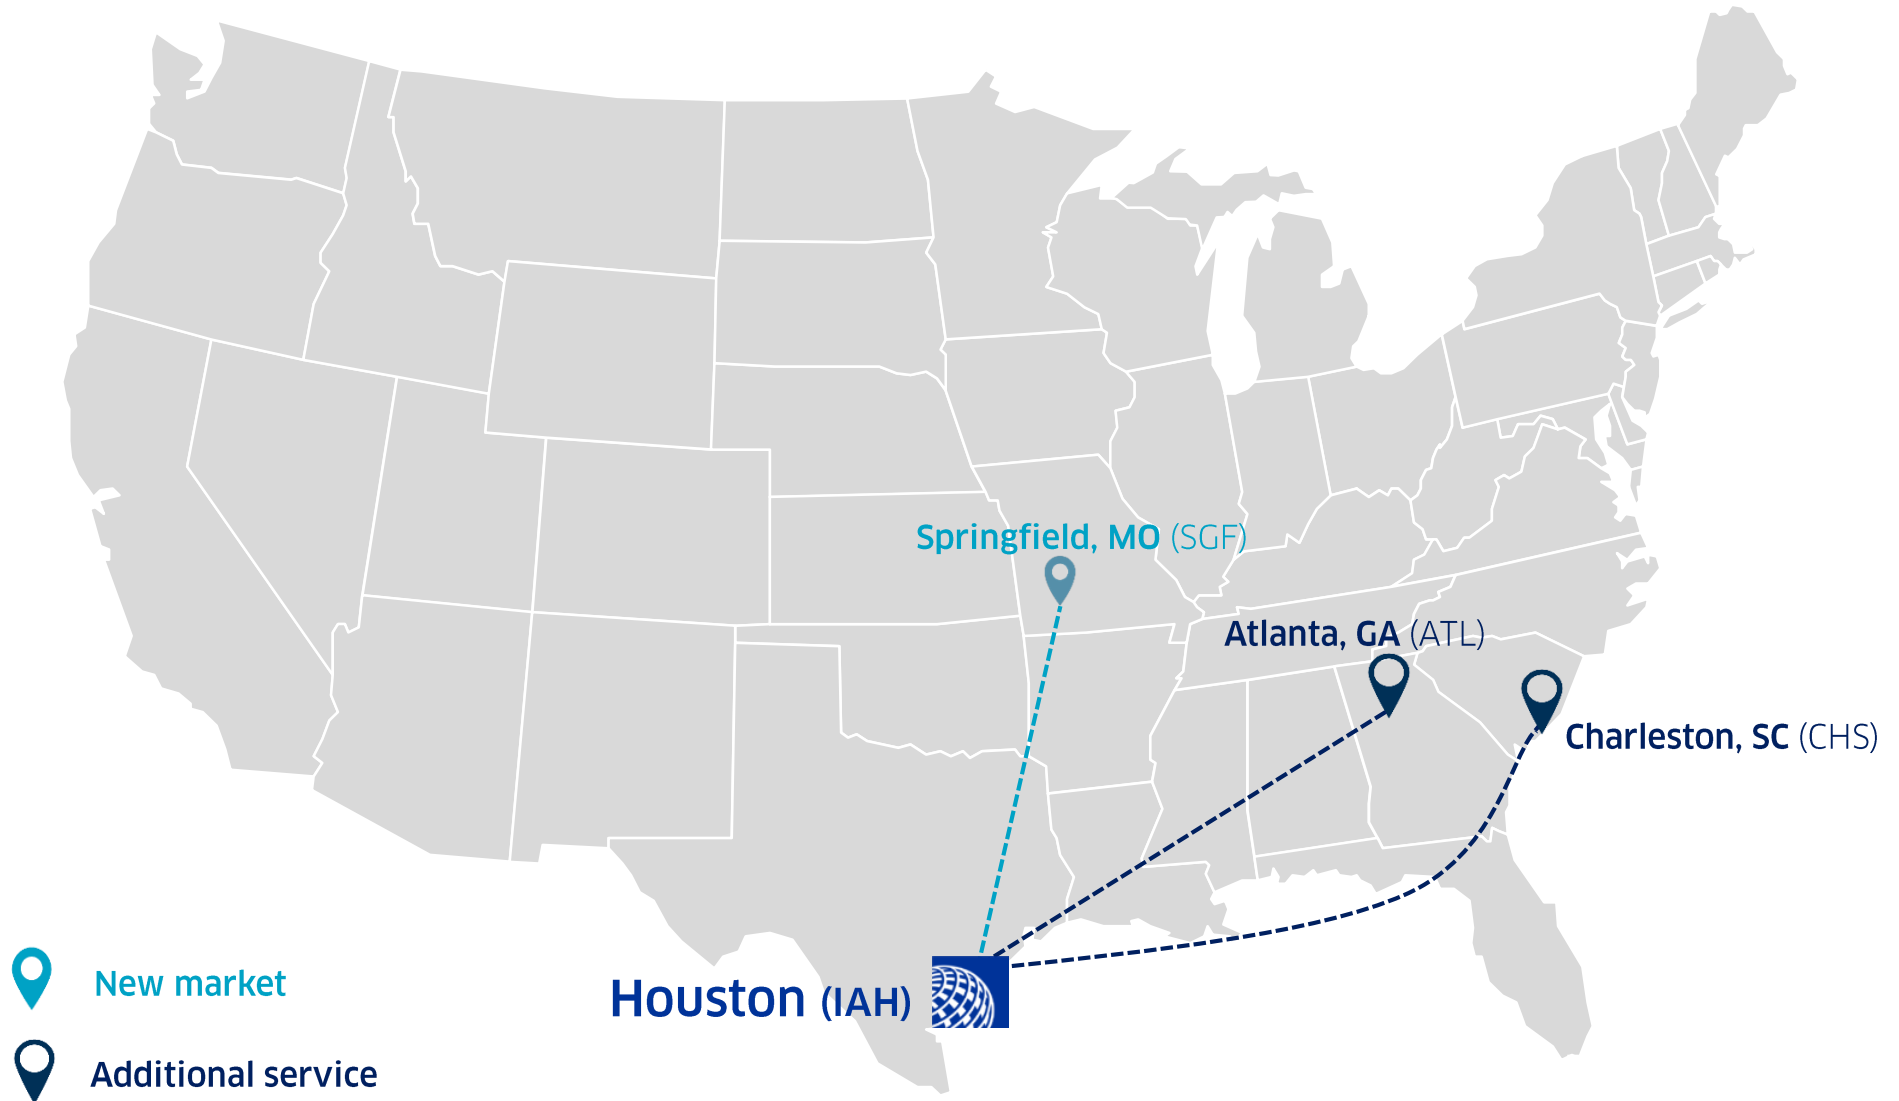 Springfield, MO (SGF)
Atlanta, GA (ATL)
Charleston, SC (CHS)
New market
Houston (IAH)
Additional service